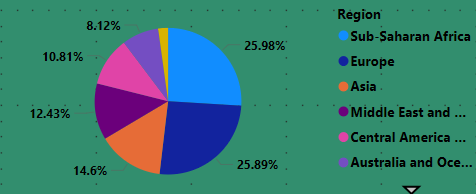 8.12%
10.81%
12.43%
14.6%
25.98%
25.89%
Region
Sub-Saharan Africa
Europe
Asia
Middle East and ...
Central America ...
Australia and Oce...